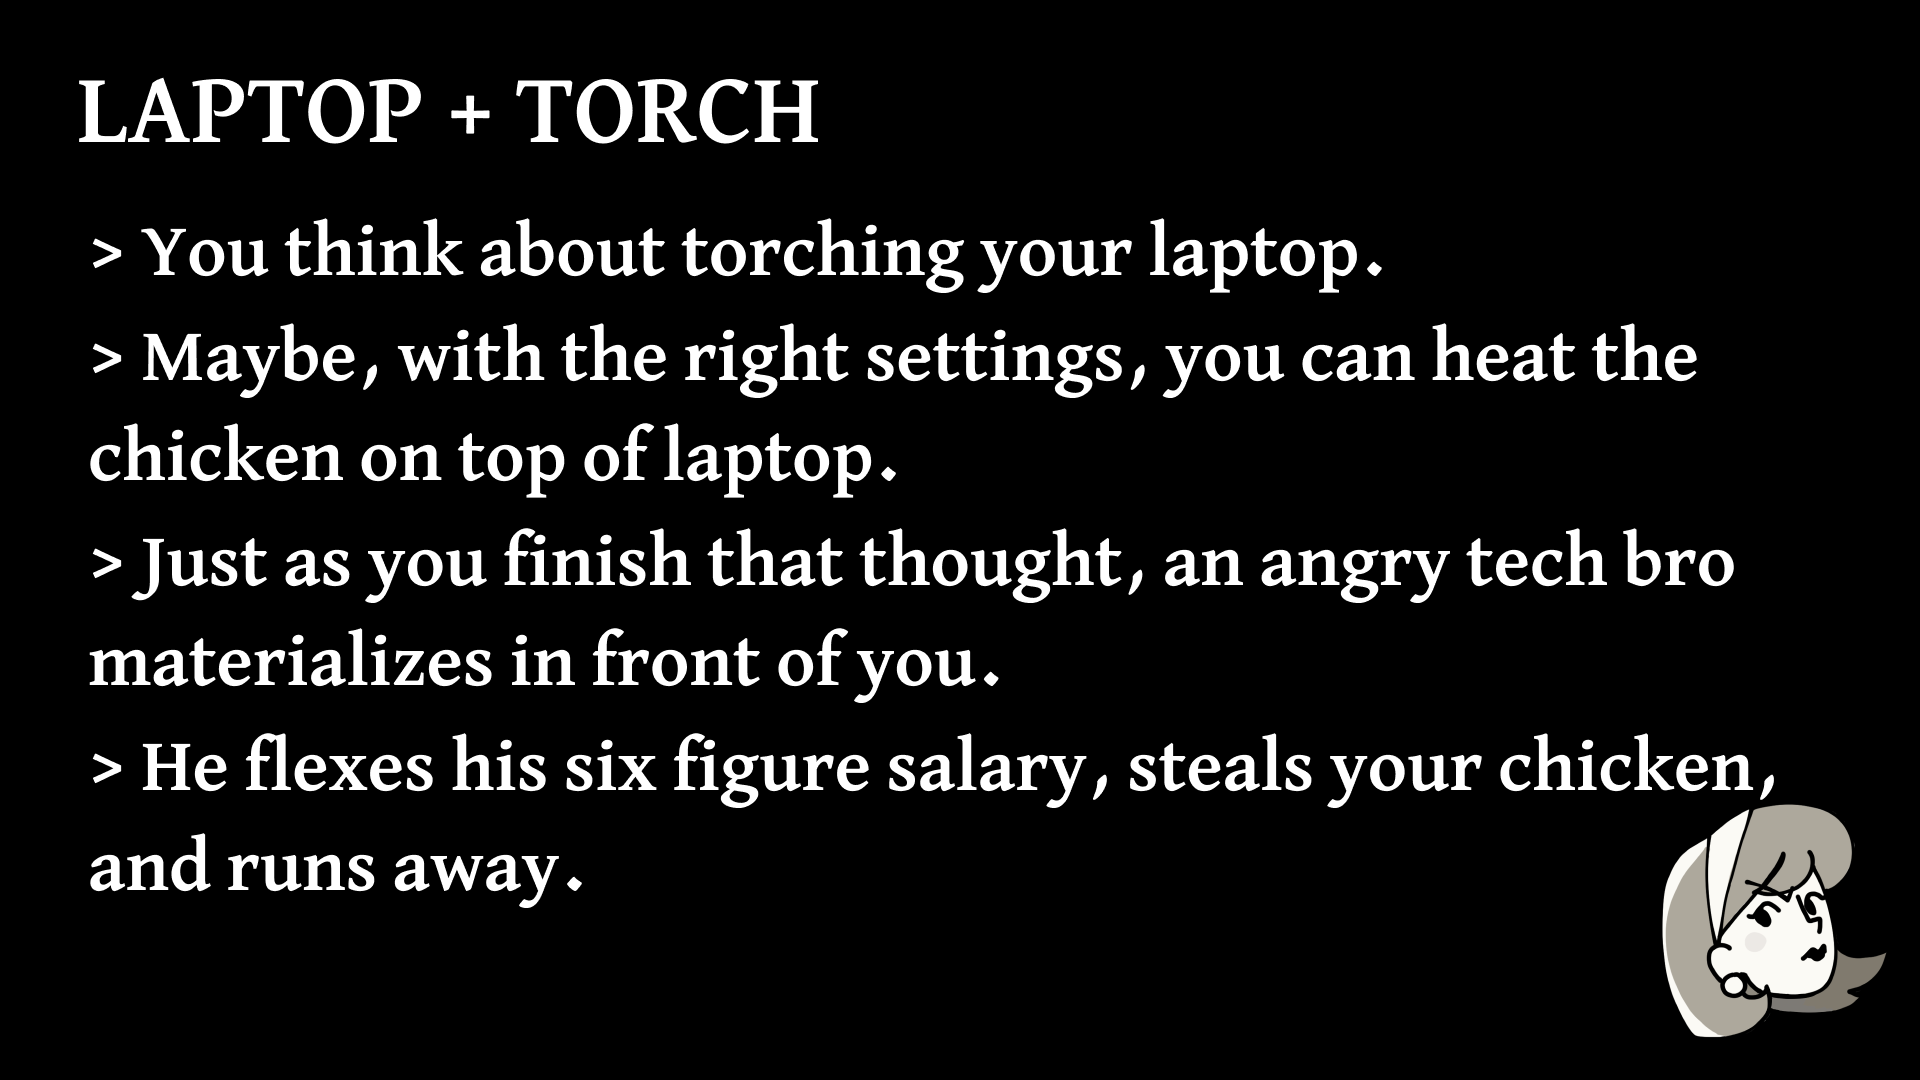 LAPTOP + TORCH
> You think about torching your laptop.
> Maybe, with the right settings, you can heat the
chicken on top of laptop.
> Just as you finish that thought, an angry tech bro
materializes in front of you.
> He flexes his six figure salary, steals your chicken,
and runs away.